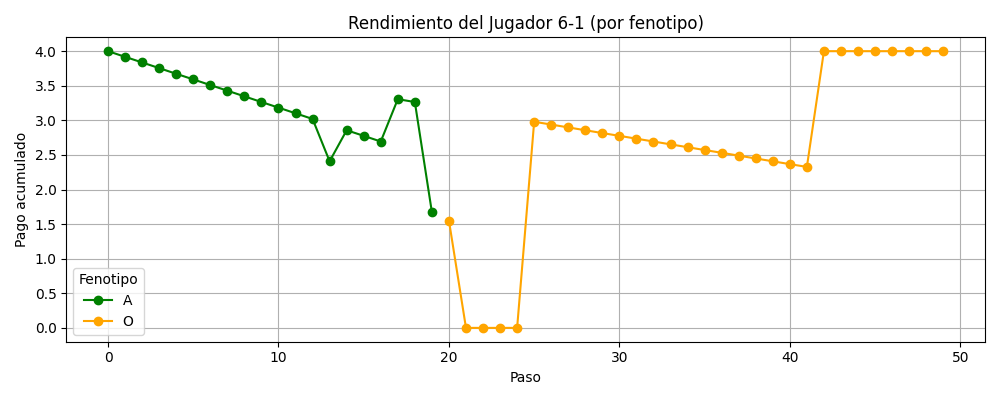 Rendimiento del Jugador 6-1 (por fenotipo)
Pago acumulado
4.0
3.5
3.0
2.5
2.0
1.5
1.0
0.5
0.0
Fenotipo
A
O
0 10 20 30 40 50
Paso